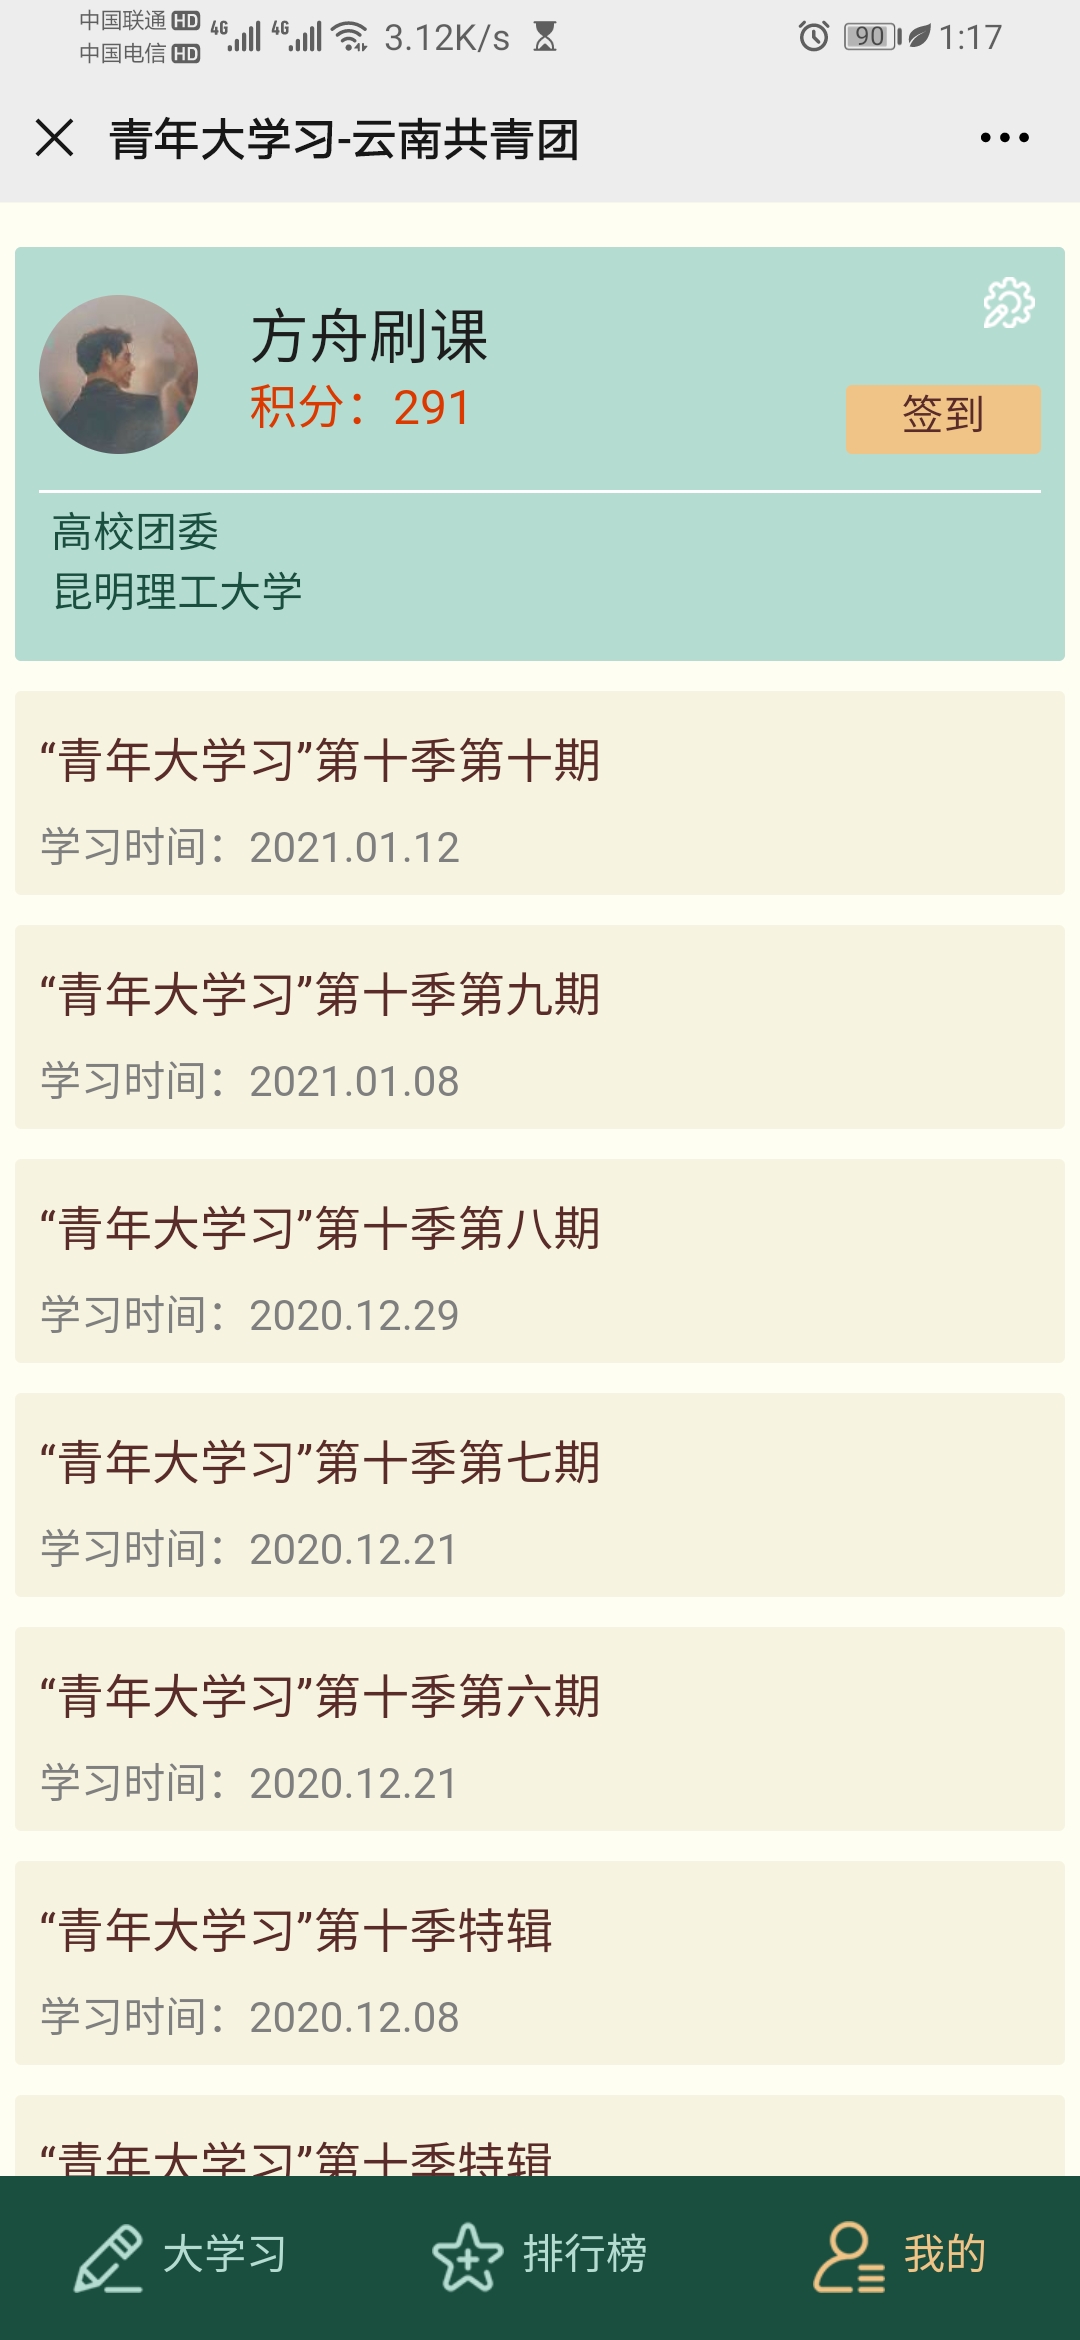 中国联通 HD 4G 4G 3.12K/s 90 1:17
中国电信 HD
青年大学习-云南共青团
方舟刷课
积分：291
签到
高校团委
昆明理工大学
“青年大学习”第十季第十期
学习时间：2021.01.12
“青年大学习”第十季第九期
学习时间：2021.01.08
“青年大学习”第十季第八期
学习时间：2020.12.29
“青年大学习”第十季第七期
学习时间：2020.12.21
“青年大学习”第十季第六期
学习时间：2020.12.21
“青年大学习”第十季特辑
学习时间：2020.12.08
“青年大学习”第十季特辑
大学习 排行榜 我的